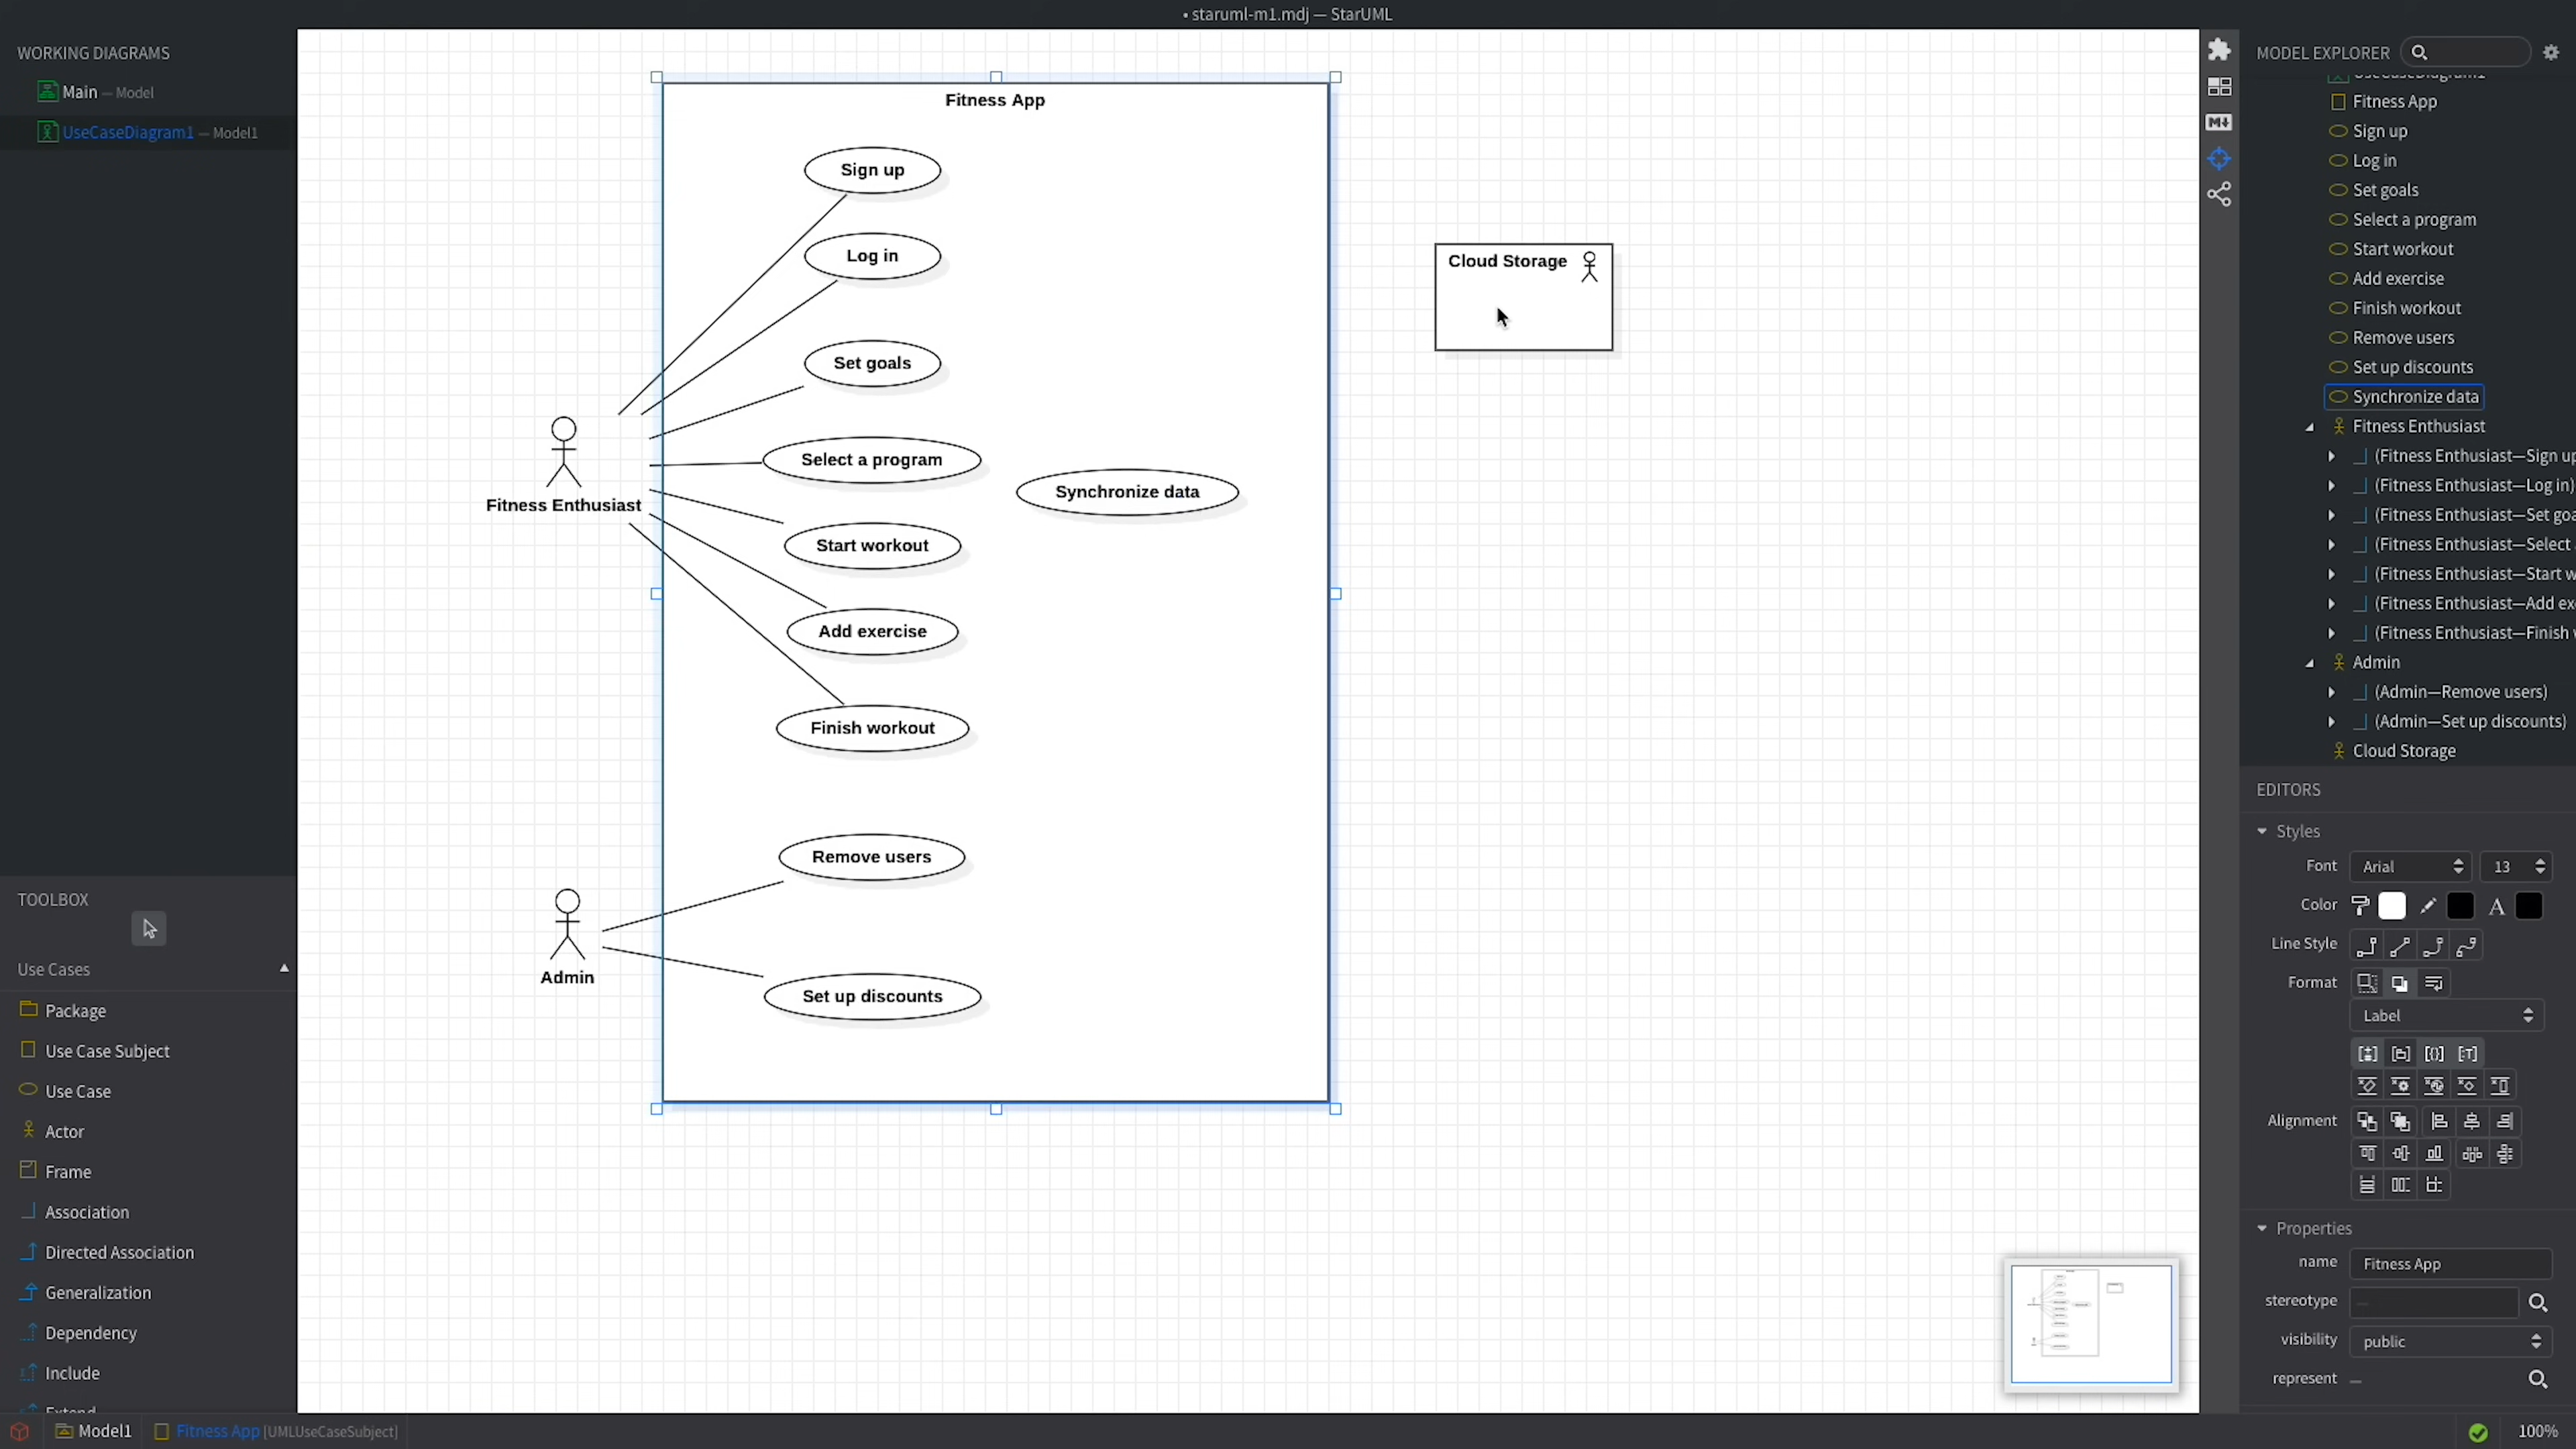 • staruml-m1.mdj — StarUML
WORKING DIAGRAMS
Main — Model
UseCaseDiagram1 — Model1
TOOLBOX
Use Cases
Package
Use Case Subject
Use Case
Actor
Frame
Association
Directed Association
Generalization
Dependency
Include
Extend
Fitness App
Sign up
Log in
Set goals
Select a program
Synchronize data
Start workout
Add exercise
Finish workout
Remove users
Set up discounts
Fitness Enthusiast
Admin
Cloud Storage
MODEL EXPLORER
UseCaseDiagram1
Fitness App
Sign up
Log in
Set goals
Select a program
Start workout
Add exercise
Finish workout
Remove users
Set up discounts
Synchronize data
Fitness Enthusiast
(Fitness Enthusiast—Sign up
(Fitness Enthusiast—Log in)
(Fitness Enthusiast—Set goa
(Fitness Enthusiast—Select
(Fitness Enthusiast—Start w
(Fitness Enthusiast—Add ex
(Fitness Enthusiast—Finish
Admin
(Admin—Remove users)
(Admin—Set up discounts)
Cloud Storage
EDITORS
Styles
Font Arial 13
Color A
Line Style
Format
Label
Alignment
Properties
name Fitness App
stereotype —
visibility public
represent —
Model1 Fitness App [UMLUseCaseSubject]
100%